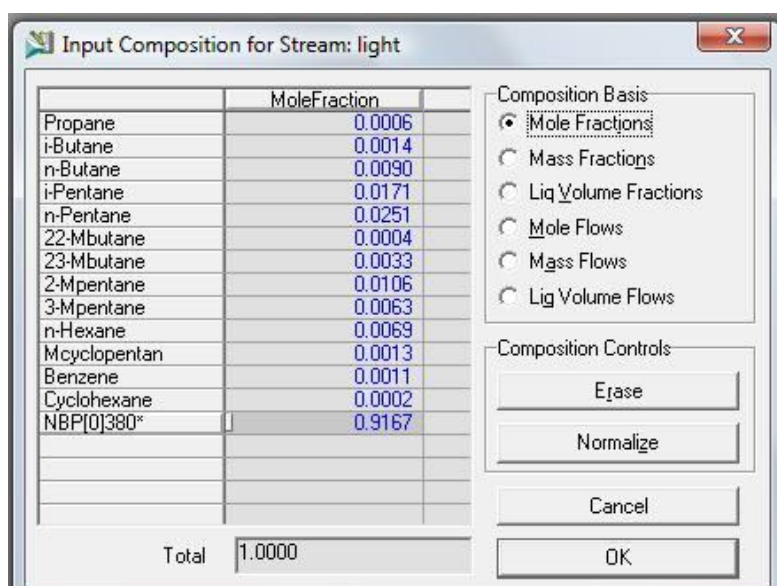 Input Composition for Stream: light
MoleFraction
Propane 0.0006
i-Butane 0.0014
n-Butane 0.0090
i-Pentane 0.0171
n-Pentane 0.0251
22-Mbutane 0.0004
23-Mbutane 0.0033
2-Mpentane 0.0106
3-Mpentane 0.0063
n-Hexane 0.0069
Mcyclopentan 0.0013
Benzene 0.0011
Cyclohexane 0.0002
NBP[0]380* 0.9167
Total 1.0000
Composition Basis
Mole Fractions
Mass Fractions
Liq Volume Fractions
Mole Flows
Mass Flows
Liq Volume Flows
Composition Controls
Erase
Normalize
Cancel
OK